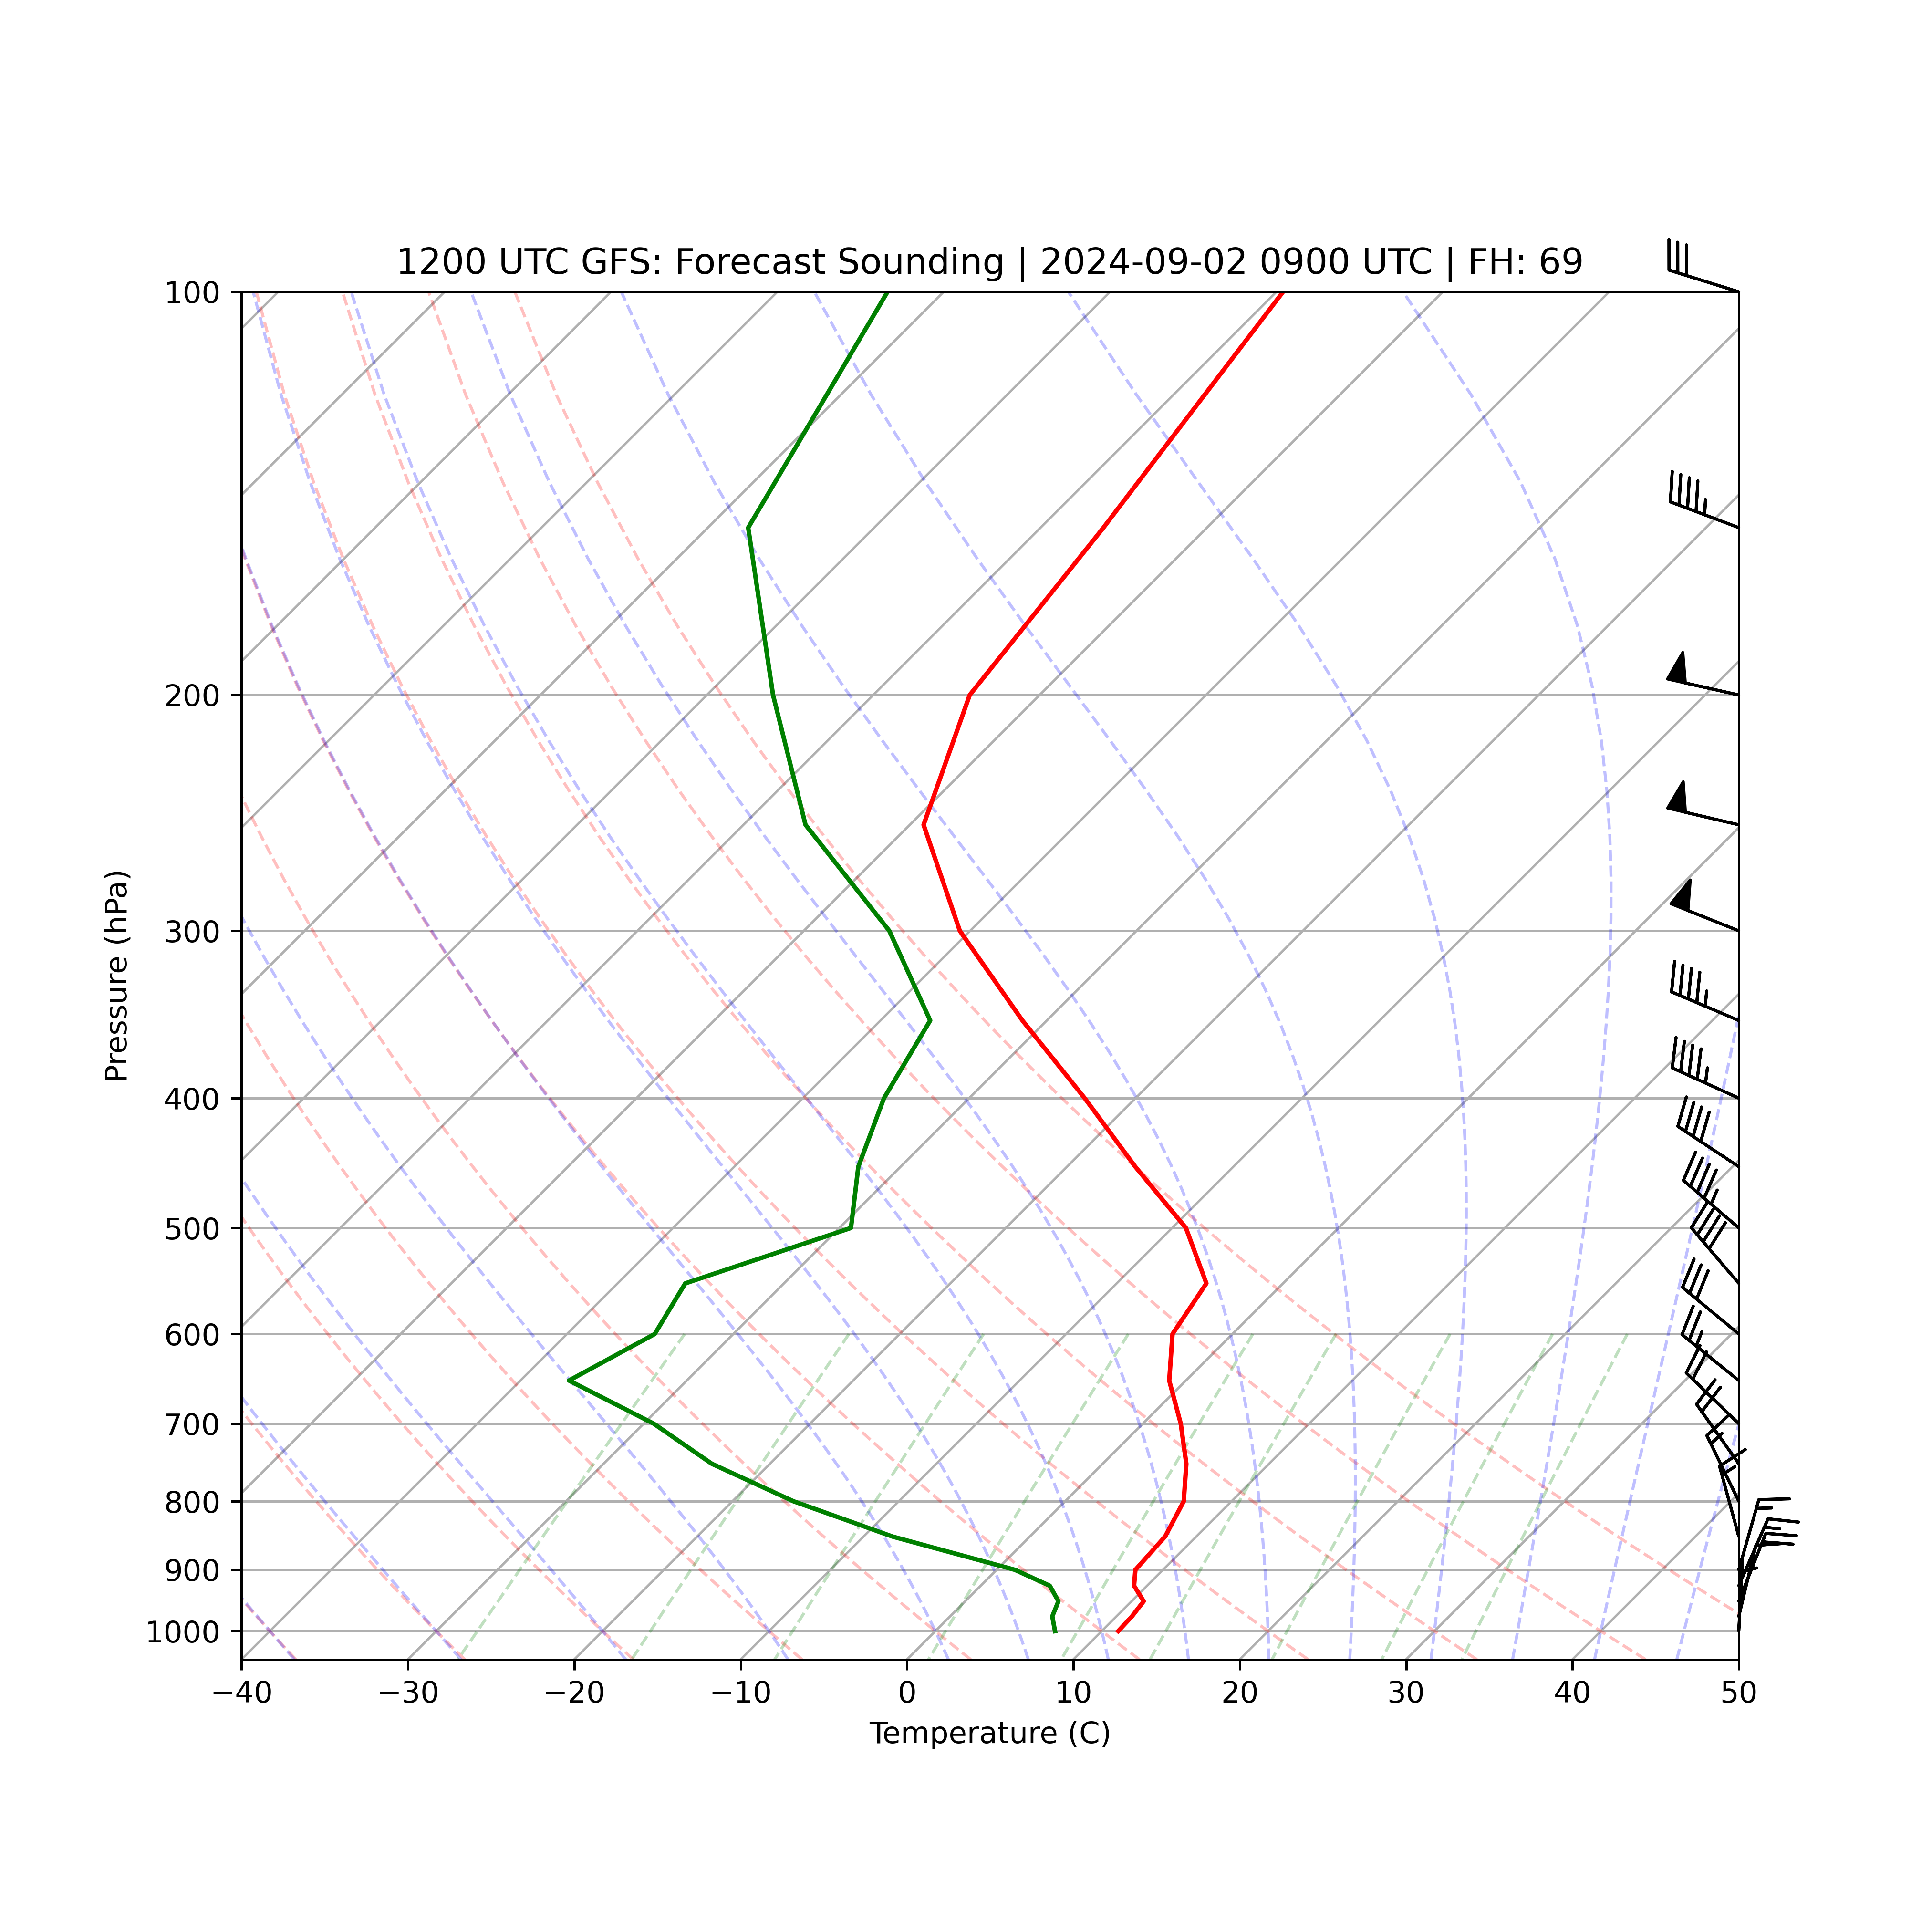 1200 UTC GFS: Forecast Sounding | 2024-09-02 0900 UTC | FH: 69
100
200
300
400
500
600
700
800
900
1000
Pressure (hPa)
−40 −30 −20 −10 0 10 20 30 40 50
Temperature (C)